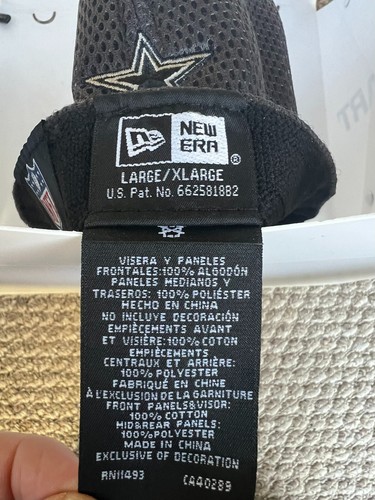 NEW
ERA
®
LARGE/XLARGE
U.S. Pat. No. 6625818B2
VISERA Y PANELES
FRONTALES:100% ALGODÓN
PANELES MEDIANOS Y
TRASEROS: 100% POLIÉSTER
HECHO EN CHINA
NO INCLUYE DECORACIÓN
EMPIÈCEMENTS AVANT
ET VISIÈRE:100% COTON
EMPIÈCEMENTS
CENTRAUX ET ARRIÈRE:
100% POLYESTER
FABRIQUÉ EN CHINE
À L'EXCLUSION DE LA GARNITURE
FRONT PANELS&VISOR:
100% COTTON
MID&REAR PANELS:
100%POLYESTER
MADE IN CHINA
EXCLUSIVE OF DECORATION
RN11493 CA40289